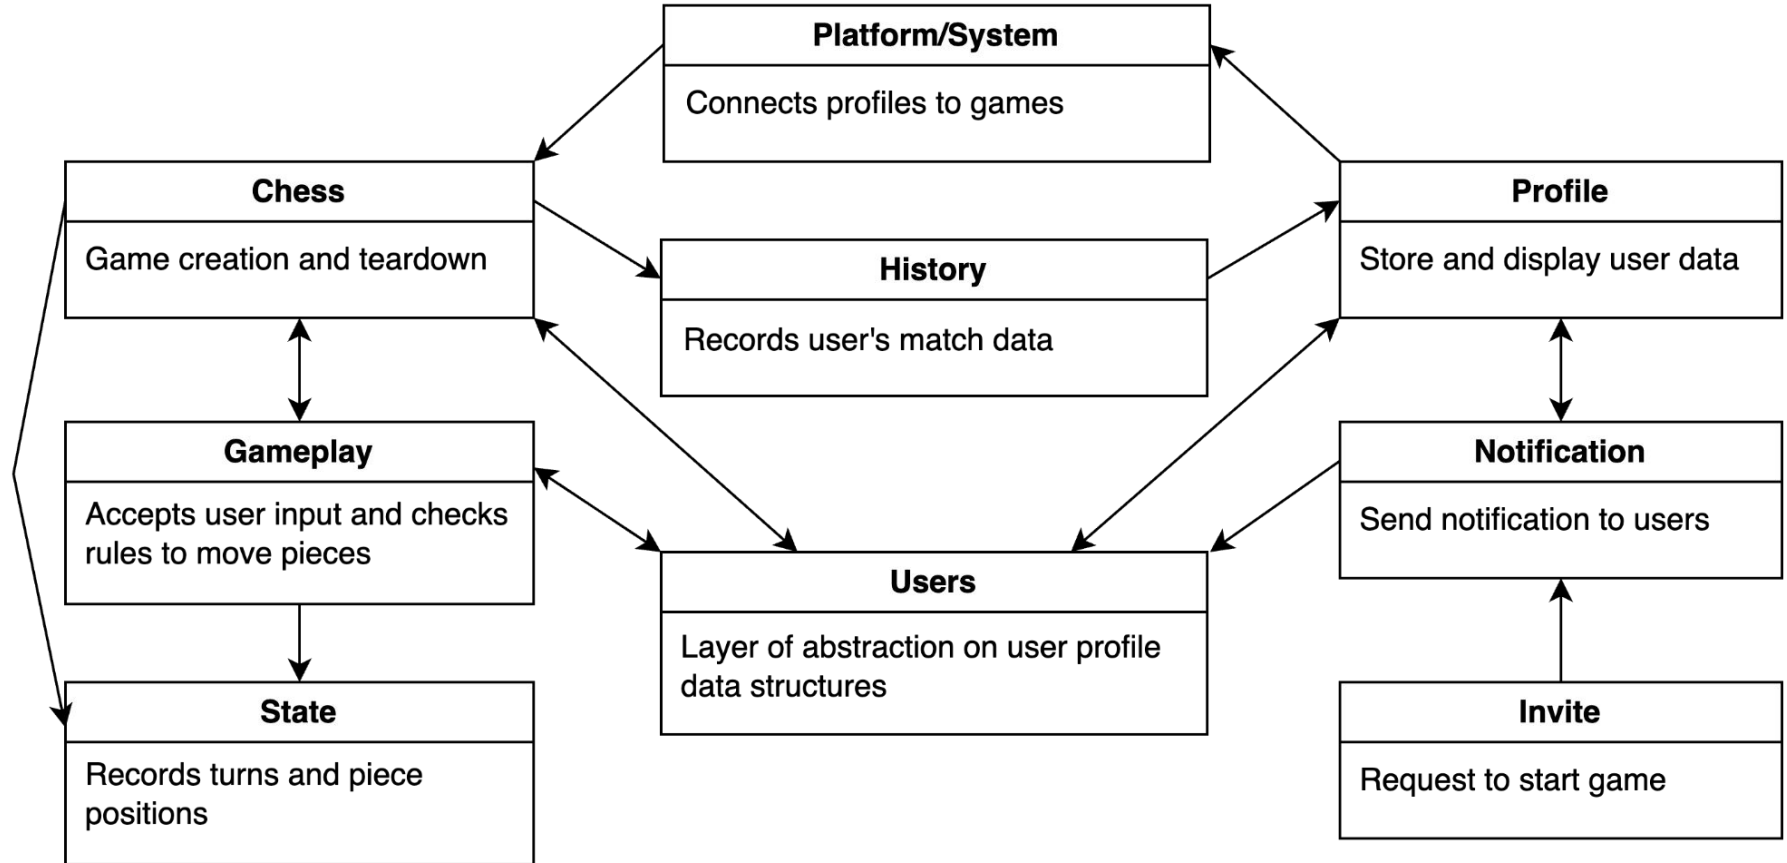 Platform/System
Connects profiles to games
Chess
Game creation and teardown
History
Records user's match data
Profile
Store and display user data
Gameplay
Accepts user input and checks
rules to move pieces
Users
Layer of abstraction on user profile
data structures
Notification
Send notification to users
State
Records turns and piece
positions
Invite
Request to start game